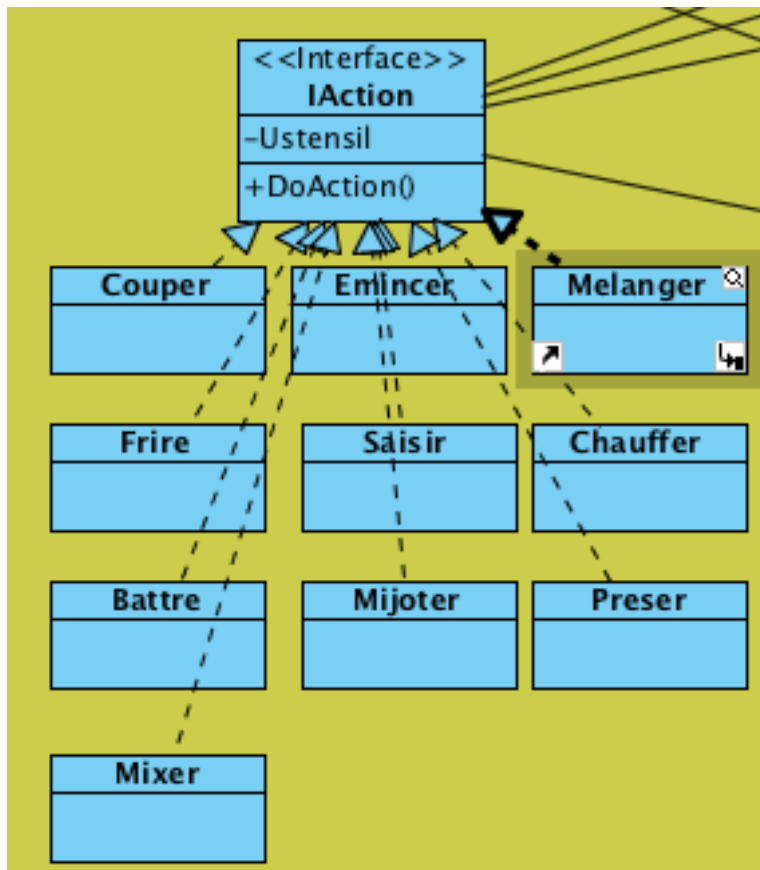 <<Interface>>
IAction
-Ustensil
+DoAction()
Couper
Emincer
Melanger
Frire
Saisir
Chauffer
Battre
Mijoter
Preser
Mixer